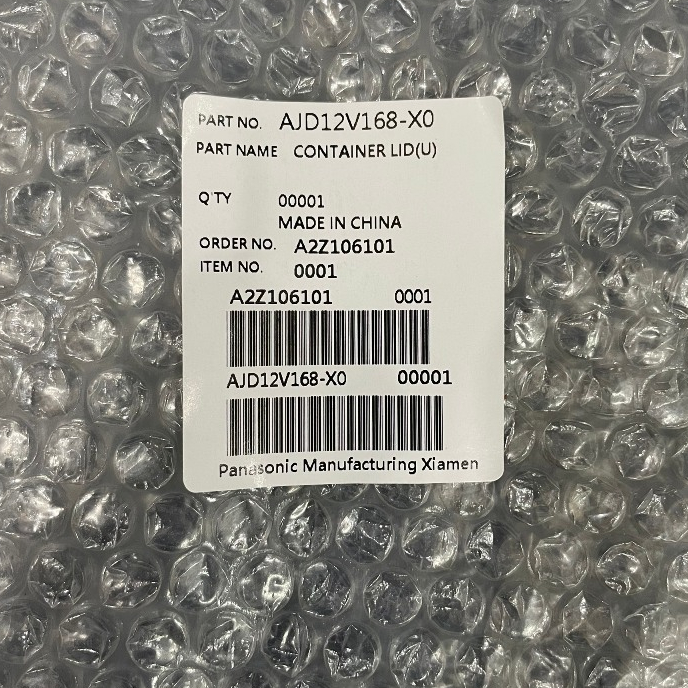 PART NO. AJD12V168-X0
PART NAME CONTAINER LID(U)
Q'TY 00001
MADE IN CHINA
ORDER NO. A2Z106101
ITEM NO. 0001
A2Z106101 0001
AJD12V168-X0 00001
Panasonic Manufacturing Xiamen